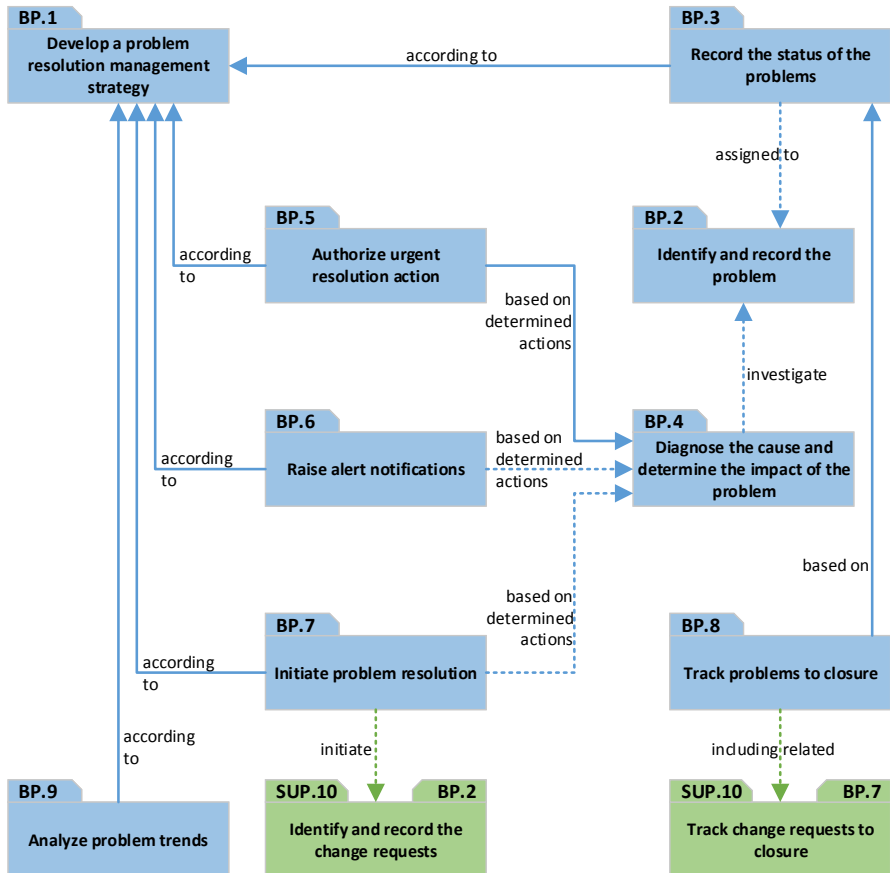 BP.1
Develop a problem
resolution management
strategy
according to
BP.3
Record the status of the
problems
assigned to
BP.5
Authorize urgent
resolution action
according
to
BP.2
Identify and record the
problem
based on
determined
actions
investigate
BP.6
Raise alert notifications
according
to
based on
determined
actions
BP.4
Diagnose the cause and
determine the impact of the
problem
based on
BP.7
Initiate problem resolution
according
to
based on
determined
actions
BP.8
Track problems to closure
according
to
initiate
including related
BP.9
Analyze problem trends
SUP.10
BP.2
Identify and record the
change requests
SUP.10
BP.7
Track change requests to
closure